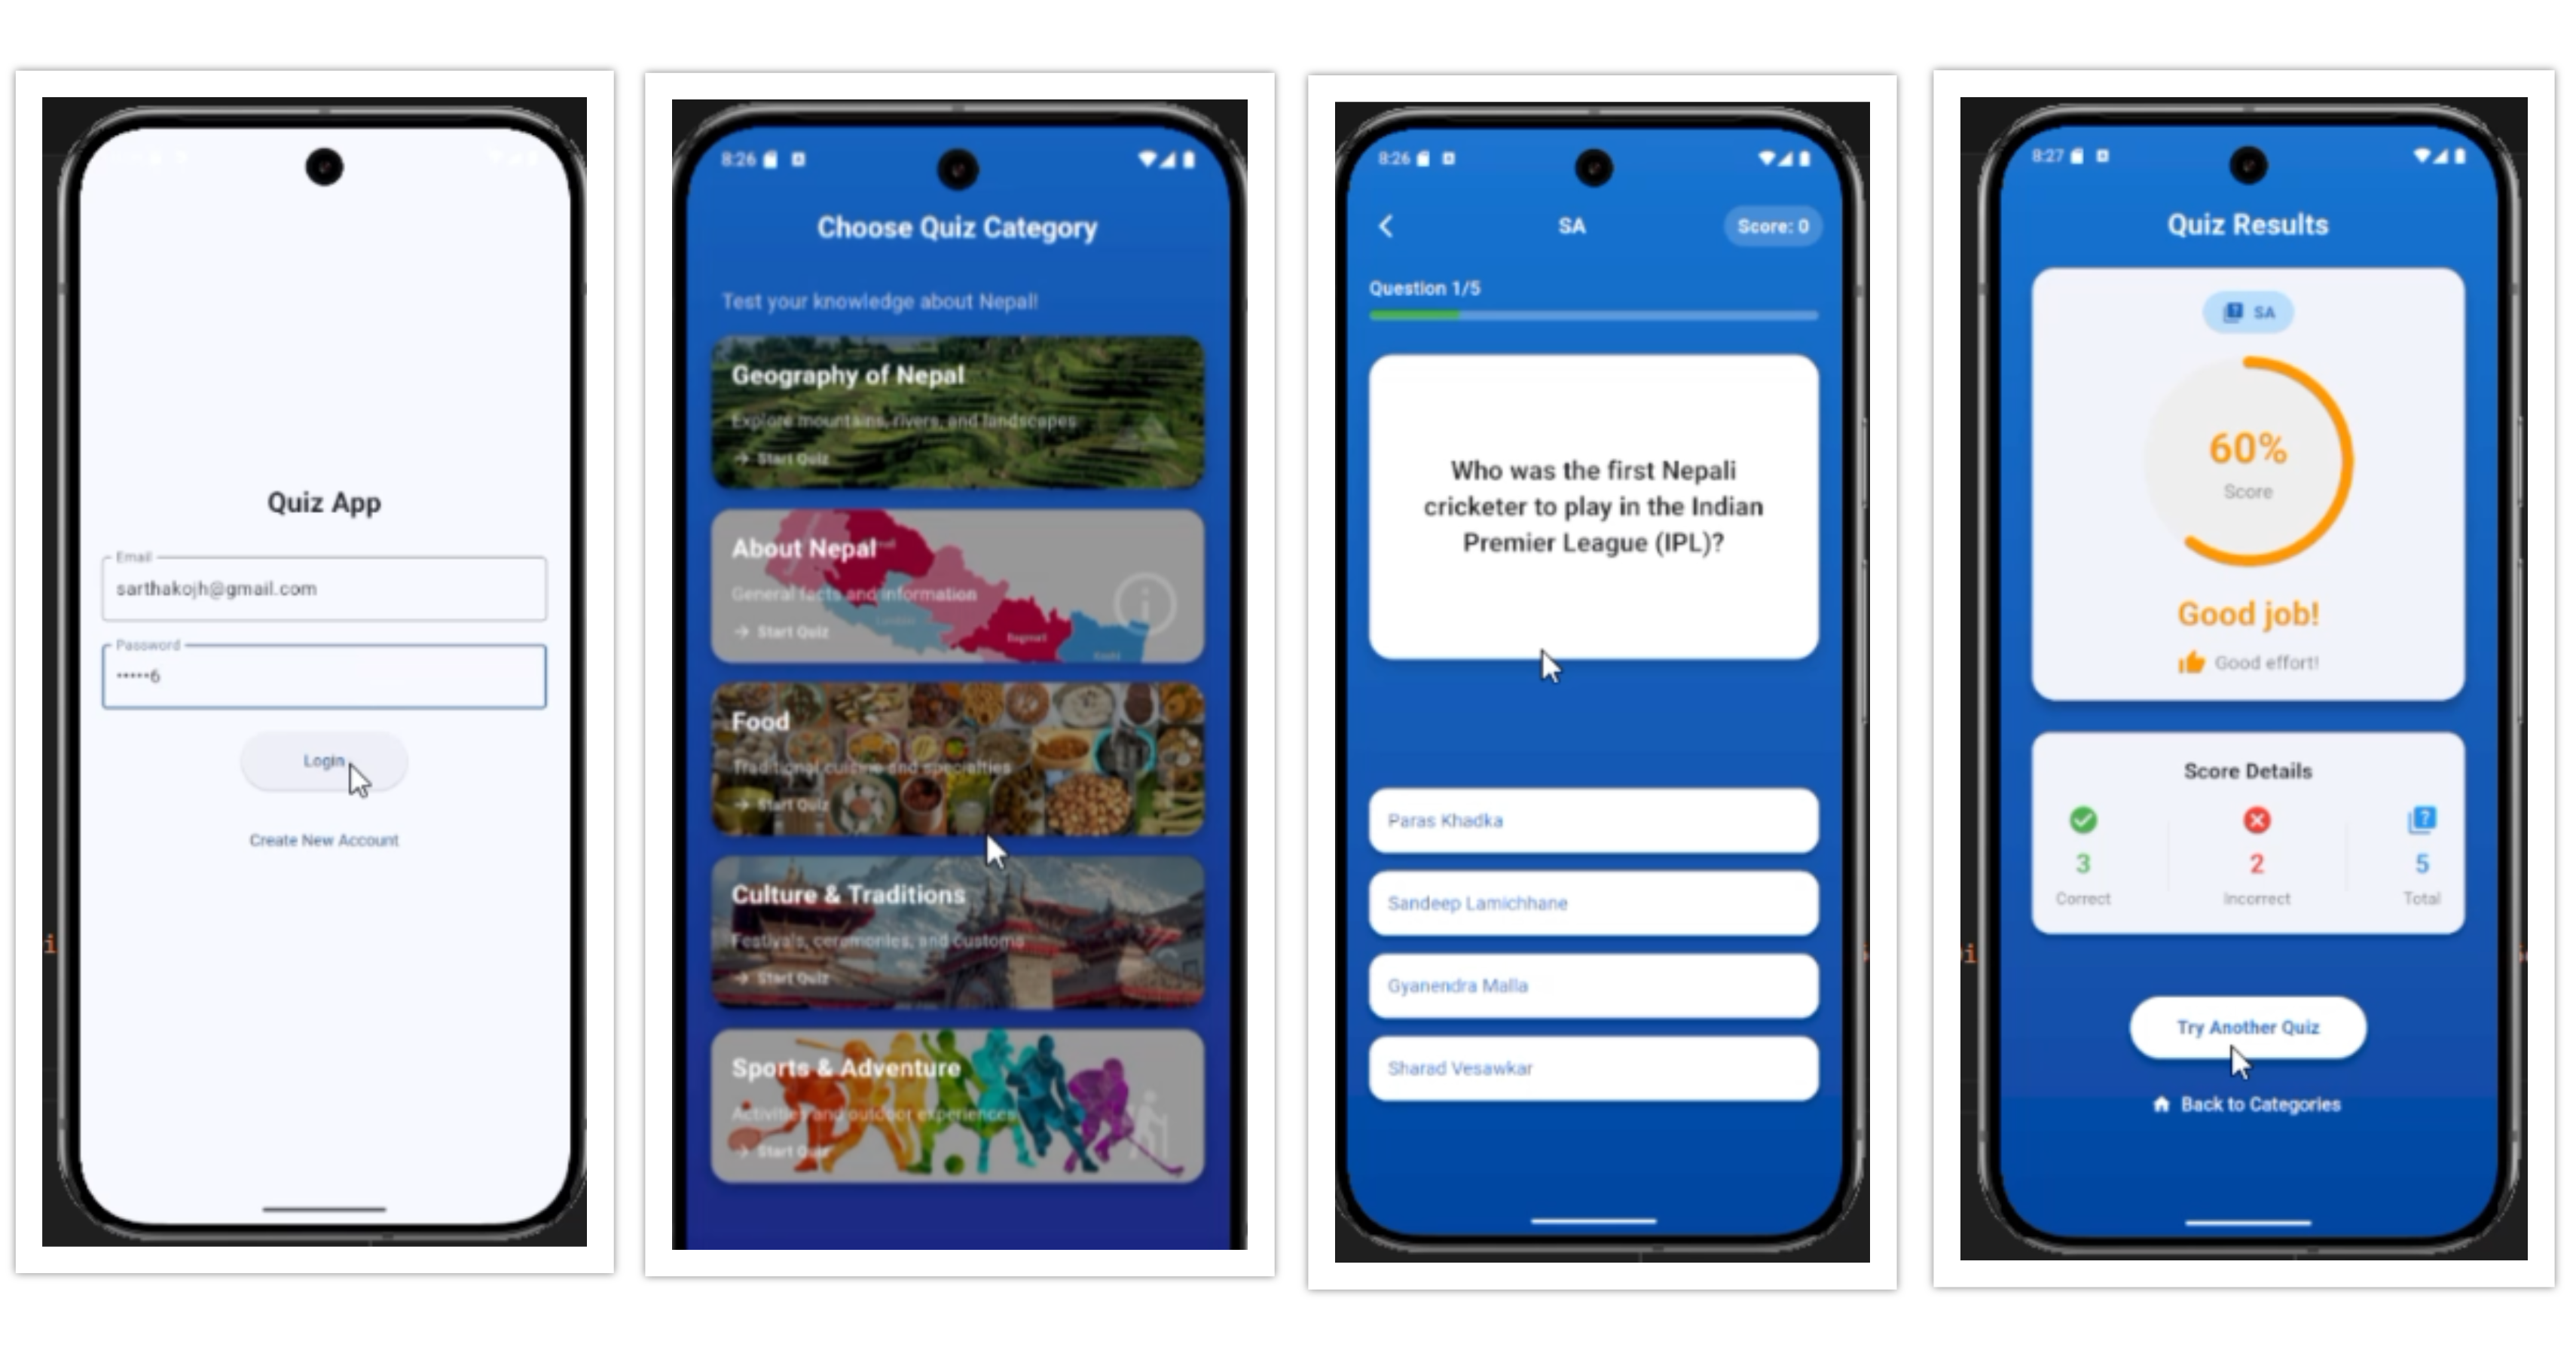 Quiz App
Email
sarthakojh@gmail.com
Password
•••••6
Login
Create New Account
8:26
Choose Quiz Category
Test your knowledge about Nepal!
Geography of Nepal
Explore mountains, rivers, and landscapes
→ Start Quiz
About Nepal
General facts and information
→ Start Quiz
Bagmati
Koshi
Food
Traditional cuisine and specialties
→ Start Quiz
Culture & Traditions
Festivals, ceremonies, and customs
→ Start Quiz
Sports & Adventure
Activities and outdoor experiences
→ Start Quiz
8:26
SA
Score: 0
Question 1/5
Who was the first Nepali
cricketer to play in the Indian
Premier League (IPL)?
Paras Khadka
Sandeep Lamichhane
Gyanendra Malla
Sharad Vesawkar
8:27
Quiz Results
SA
60%
Score
Good job!
Good effort!
Score Details
3
2
5
Correct
Incorrect
Total
Try Another Quiz
Back to Categories